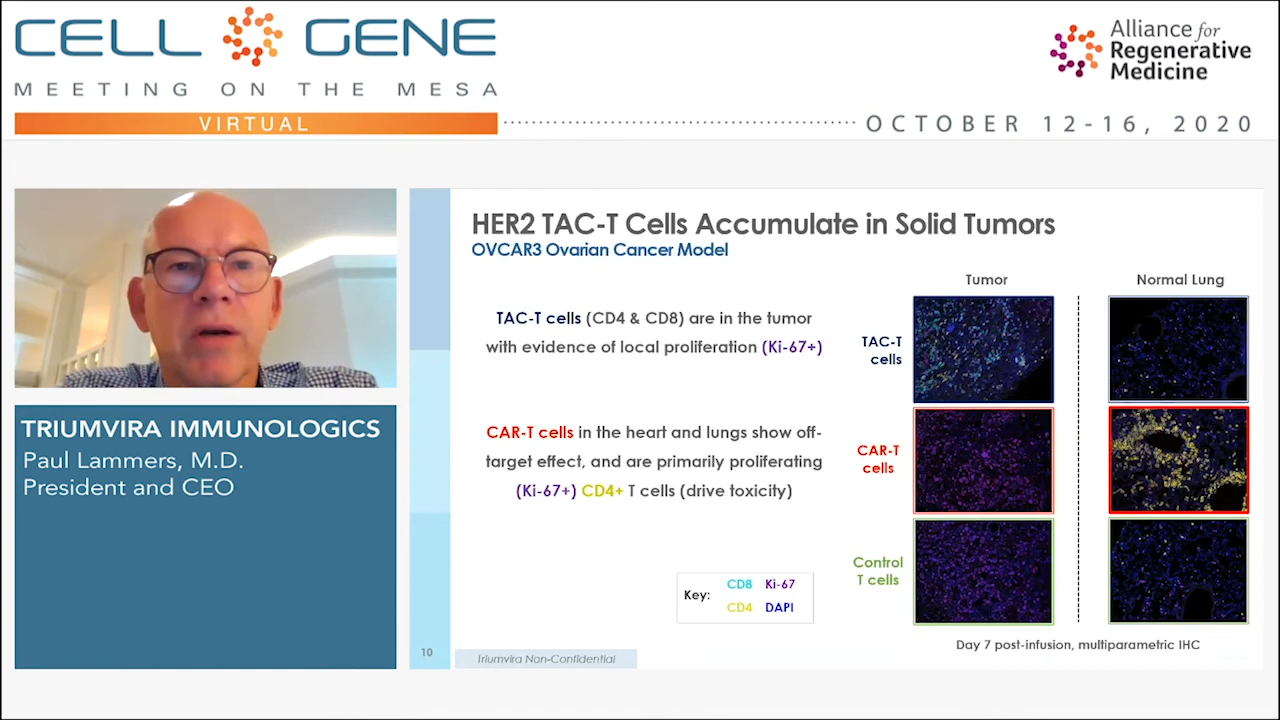 CELL GENE
MEETING ON THE MESA
VIRTUAL
OCTOBER 12-16, 2020
Alliance for
Regenerative
Medicine
TRIUMVIRA IMMUNOLOGICS
Paul Lammers, M.D.
President and CEO
HER2 TAC-T Cells Accumulate in Solid Tumors
OVCAR3 Ovarian Cancer Model
TAC-T cells (CD4 & CD8) are in the tumor
with evidence of local proliferation (Ki-67+)
CAR-T cells in the heart and lungs show off-
target effect, and are primarily proliferating
(Ki-67+) CD4+ T cells (drive toxicity)
Key:
CD8 Ki-67
CD4 DAPI
Tumor
Normal Lung
TAC-T
cells
CAR-T
cells
Control
T cells
Day 7 post-infusion, multiparametric IHC
10
Triumvira Non-Confidential